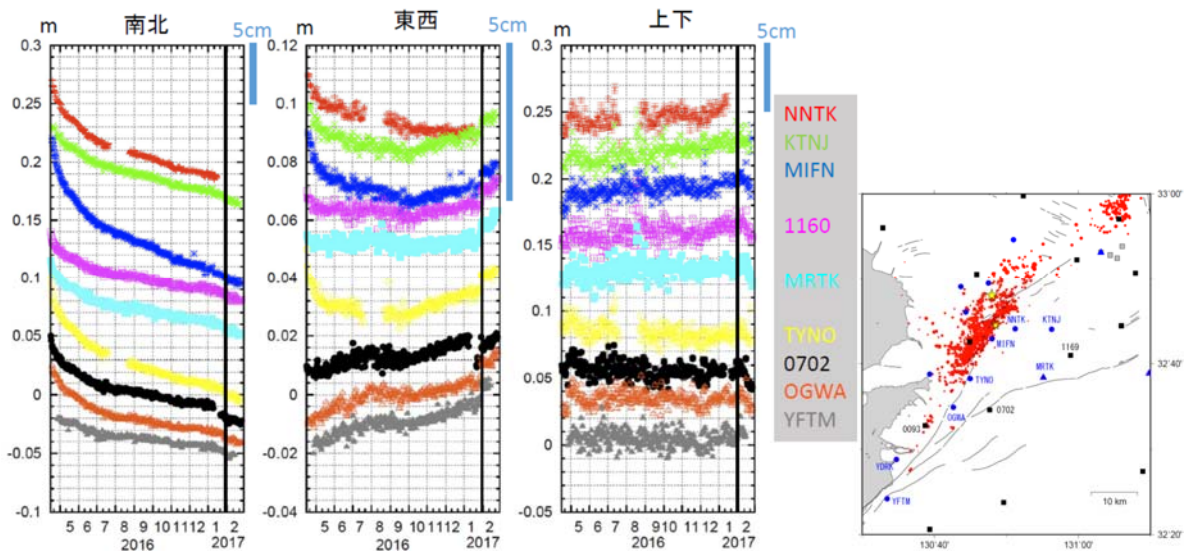 m
南北
5cm
東西
5cm
m
上下
5cm
0.3
0.25
0.2
0.15
0.1
0.05
0
-0.05
-0.1
5 6 7 8 9 10 1112 1 2
2016 2017
0.12
0.1
0.08
0.06
0.04
0.02
0
-0.02
-0.04
5 6 7 8 9 10 1112 1 2
2016 2017
0.3
0.25
0.2
0.15
0.1
0.05
0
-0.05
5 6 7 8 9 10 1112 1 2
2016 2017
NNTK
KTNJ
MIFN
1160
MRTK
TYNO
0702
OGWA
YFTM
33°00'
NNTK
KTNJ
MIFN
1169
32°40'
MRTK
TYNO
OGWA
0702
0093
YDRK
YFTM
10 km
32°20'
130°40'
131°00'